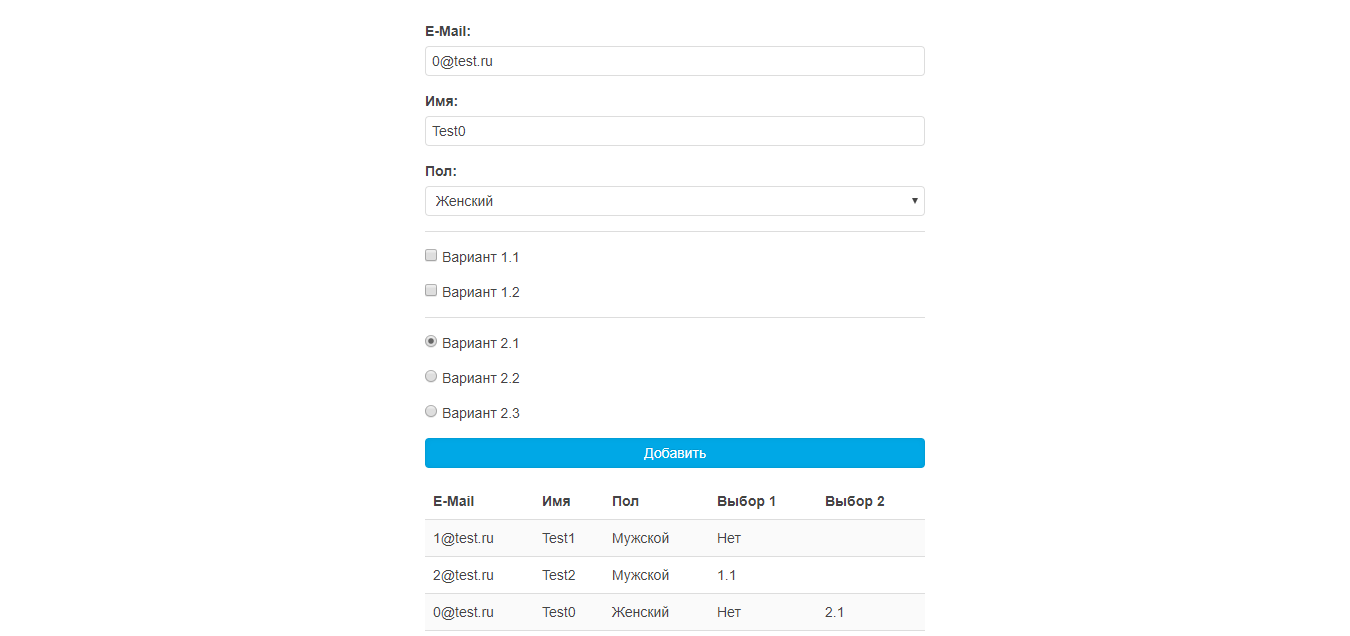 E-Mail:
0@test.ru
Имя:
Test0
Пол:
Женский
Вариант 1.1
Вариант 1.2
Вариант 2.1
Вариант 2.2
Вариант 2.3
Добавить
E-Mail Имя Пол Выбор 1 Выбор 2
1@test.ru Test1 Мужской Нет
2@test.ru Test2 Мужской 1.1
0@test.ru Test0 Женский Нет 2.1